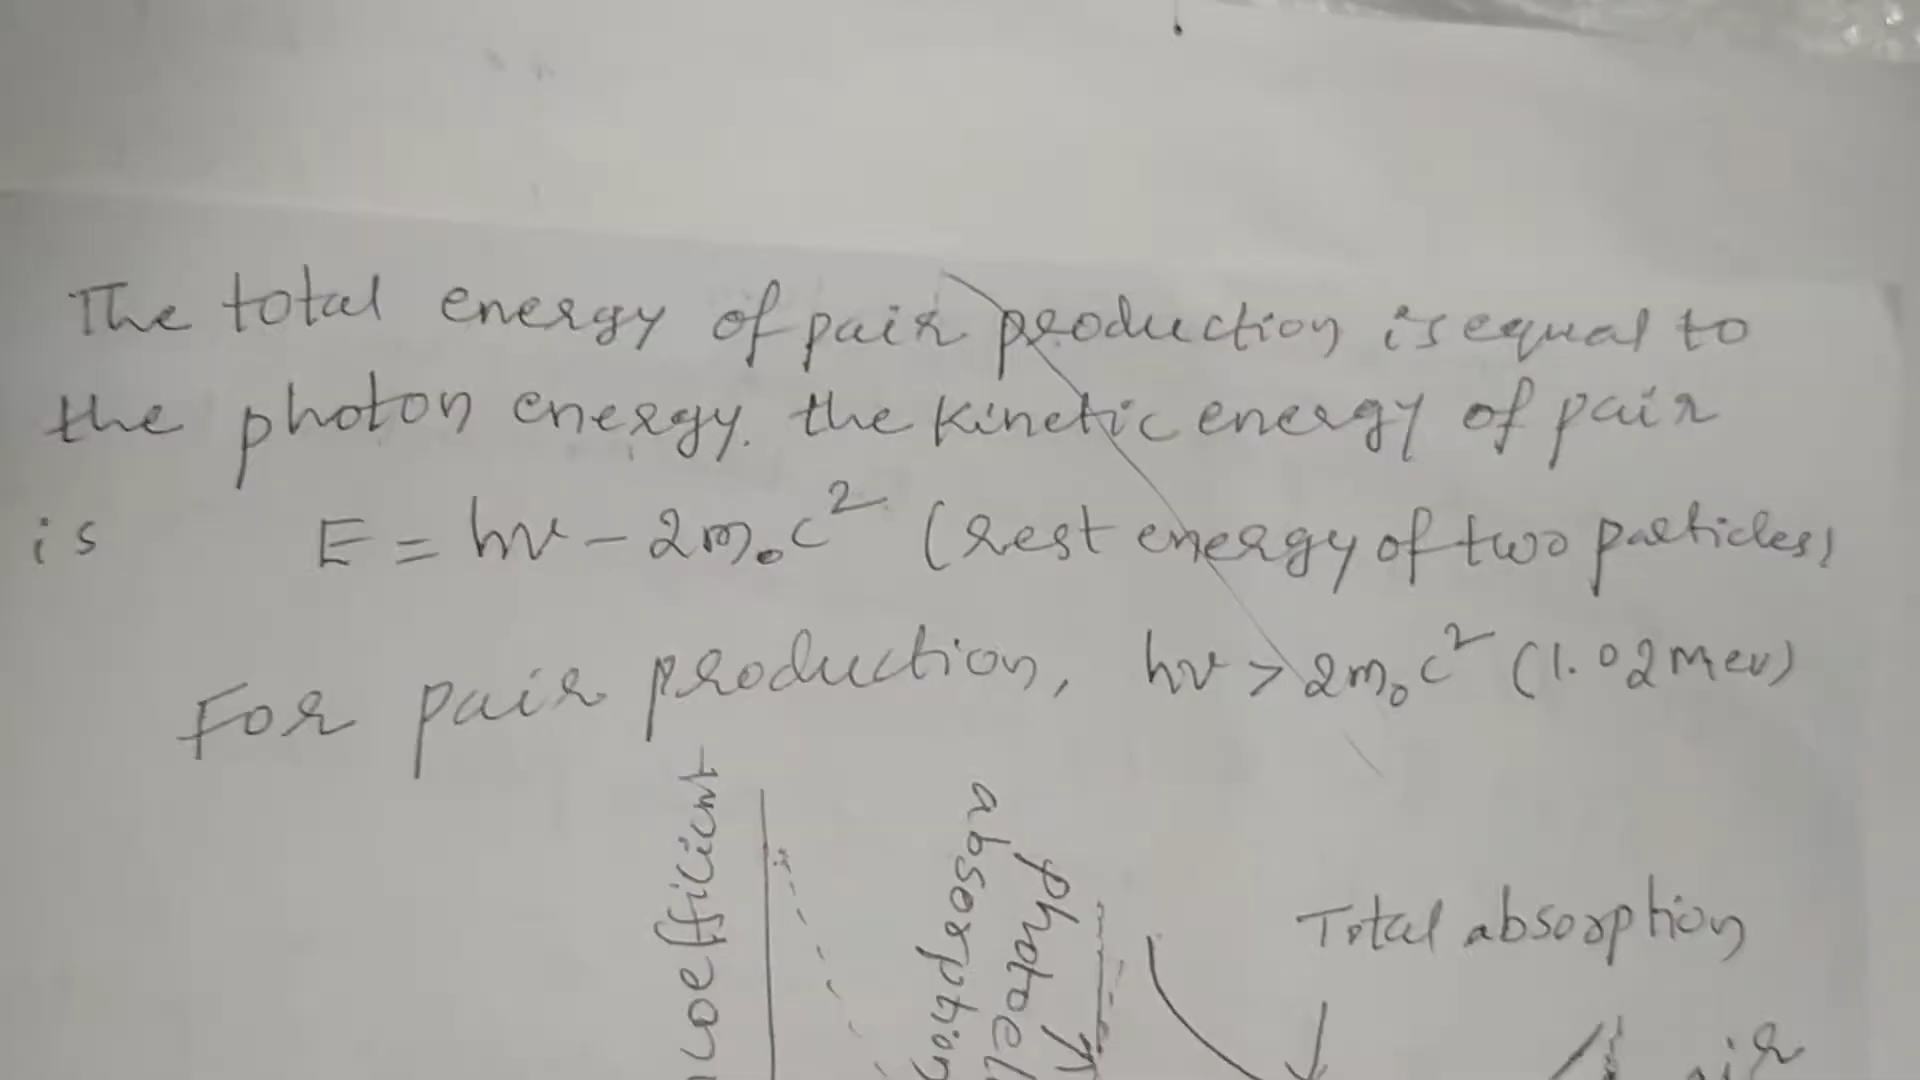 The total energy of pair production is equal to
the photon energy. the kinetic energy of pair
is E = hν - 2m₀c² (rest energy of two particles)
For pair production, hν > 2m₀c² (1.02 Mev)
coefficient
absorption
Total absorption